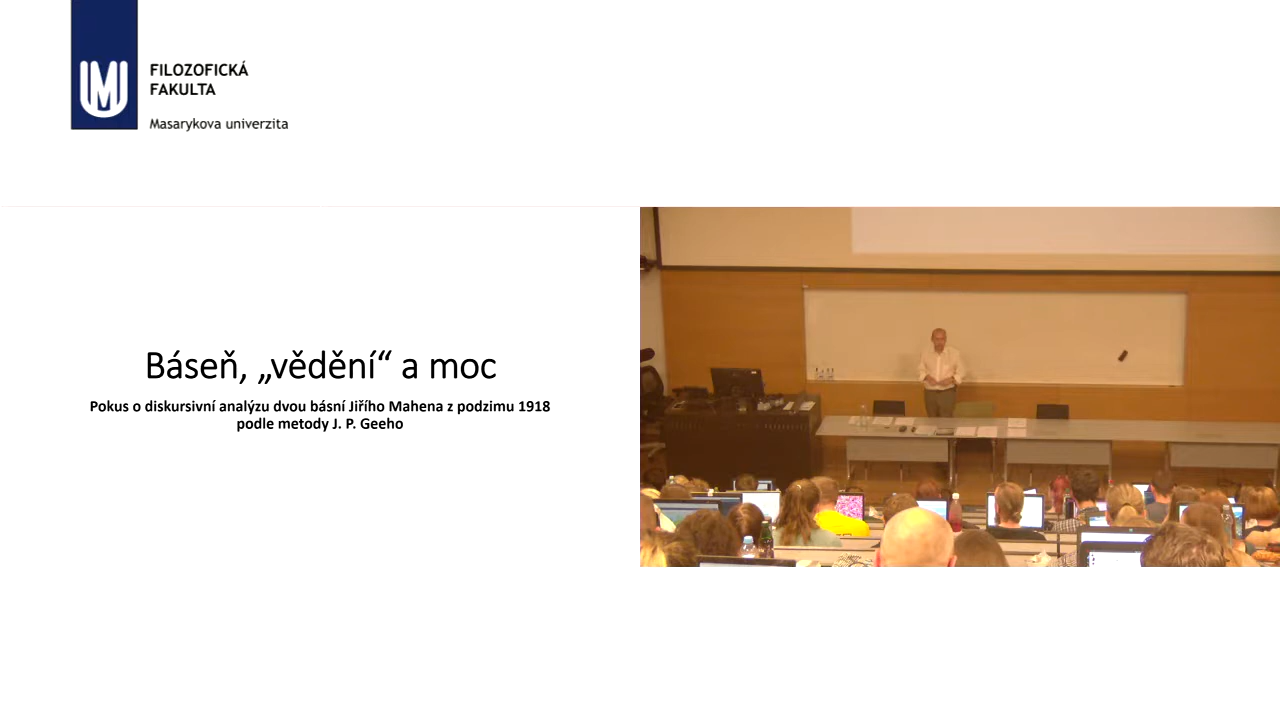 FILOZOFICKÁ
FAKULTA
Masarykova univerzita
Báseň, „vědění“ a moc
Pokus o diskursivní analýzu dvou básní Jiřího Mahena z podzimu 1918
podle metody J. P. Geeho